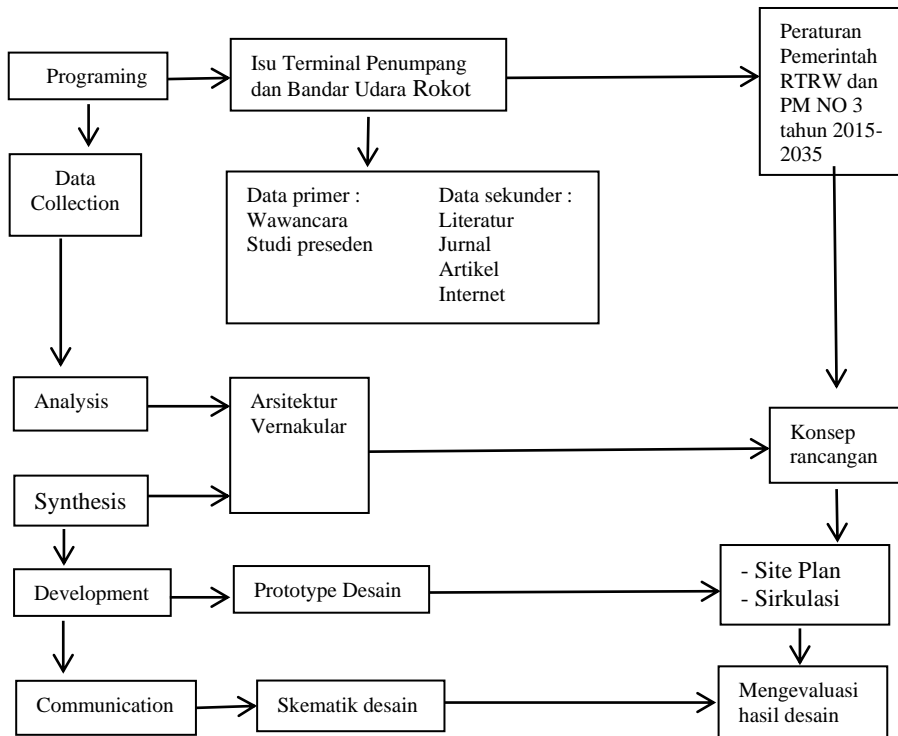 Programing
Isu Terminal Penumpang
dan Bandar Udara Rokot
Peraturan
Pemerintah
RTRW dan
PM NO 3
tahun 2015-
2035
Data
Collection
Data primer :
Wawancara
Studi preseden
Data sekunder :
Literatur
Jurnal
Artikel
Internet
Analysis
Arsitektur
Vernakular
Konsep
rancangan
Synthesis
Development
Prototype Desain
- Site Plan
- Sirkulasi
Communication
Skematik desain
Mengevaluasi
hasil desain